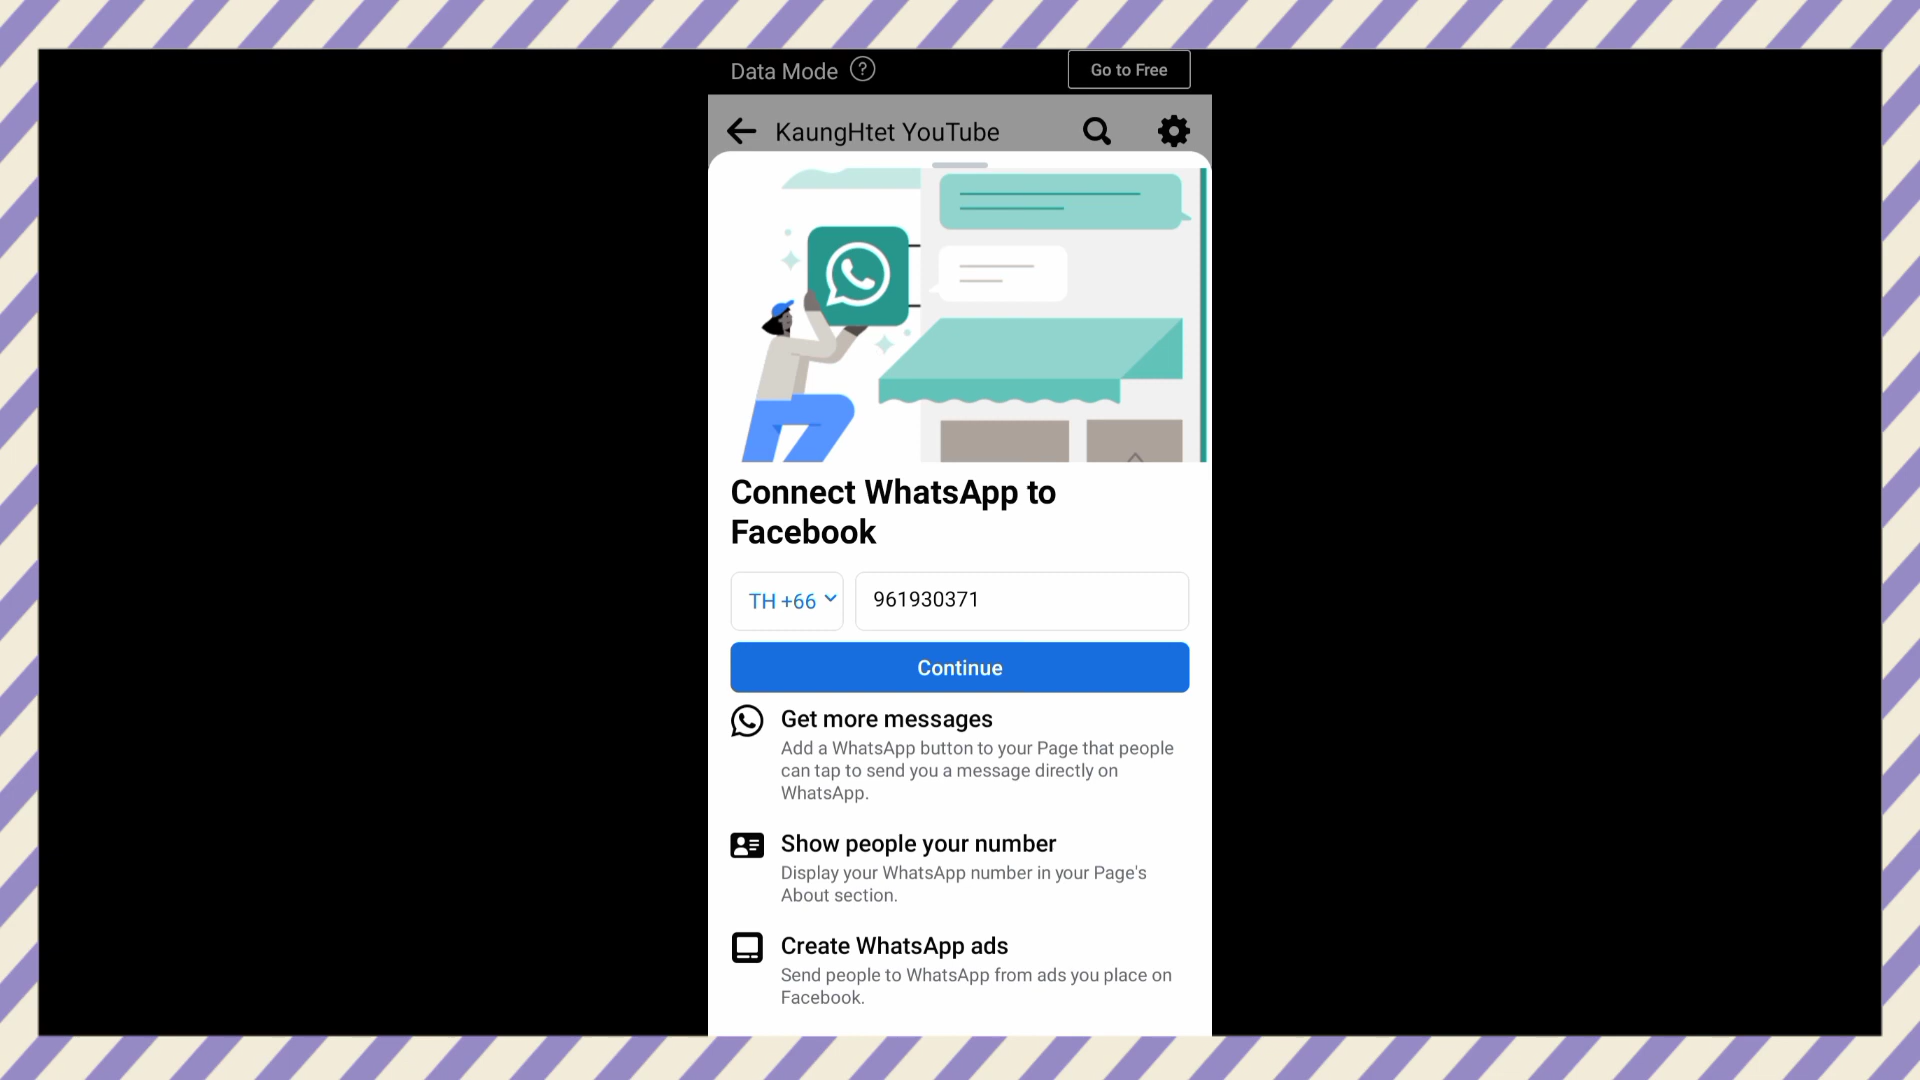 Data Mode ?
Go to Free
KaungHtet YouTube
Connect WhatsApp to
Facebook
TH +66
961930371
Continue
Get more messages
Add a WhatsApp button to your Page that people
can tap to send you a message directly on
WhatsApp.
Show people your number
Display your WhatsApp number in your Page's
About section.
Create WhatsApp ads
Send people to WhatsApp from ads you place on
Facebook.